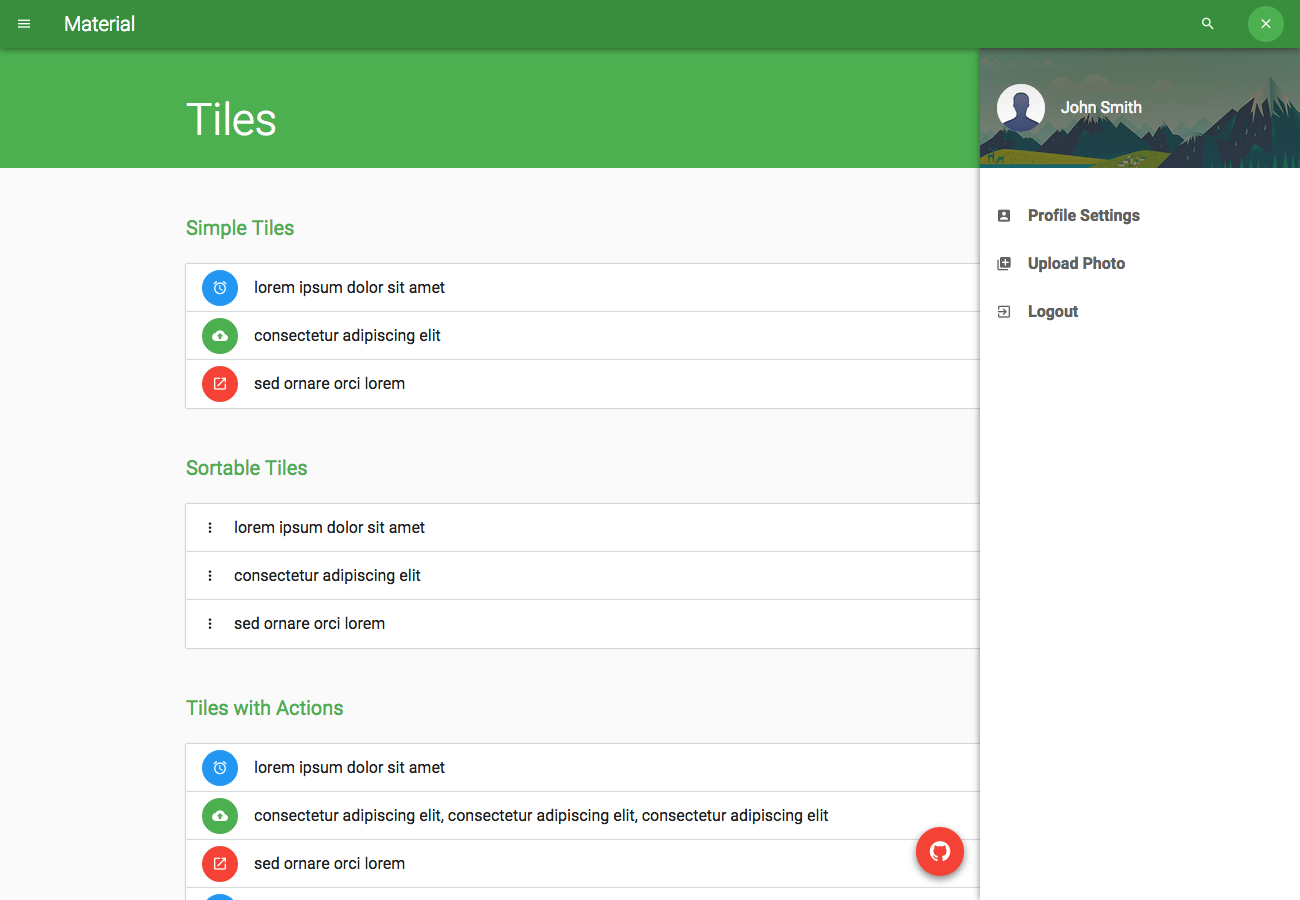 Material
Tiles
John Smith
Profile Settings
Upload Photo
Logout
Simple Tiles
lorem ipsum dolor sit amet
consectetur adipiscing elit
sed ornare orci lorem
Sortable Tiles
lorem ipsum dolor sit amet
consectetur adipiscing elit
sed ornare orci lorem
Tiles with Actions
lorem ipsum dolor sit amet
consectetur adipiscing elit, consectetur adipiscing elit, consectetur adipiscing elit
sed ornare orci lorem